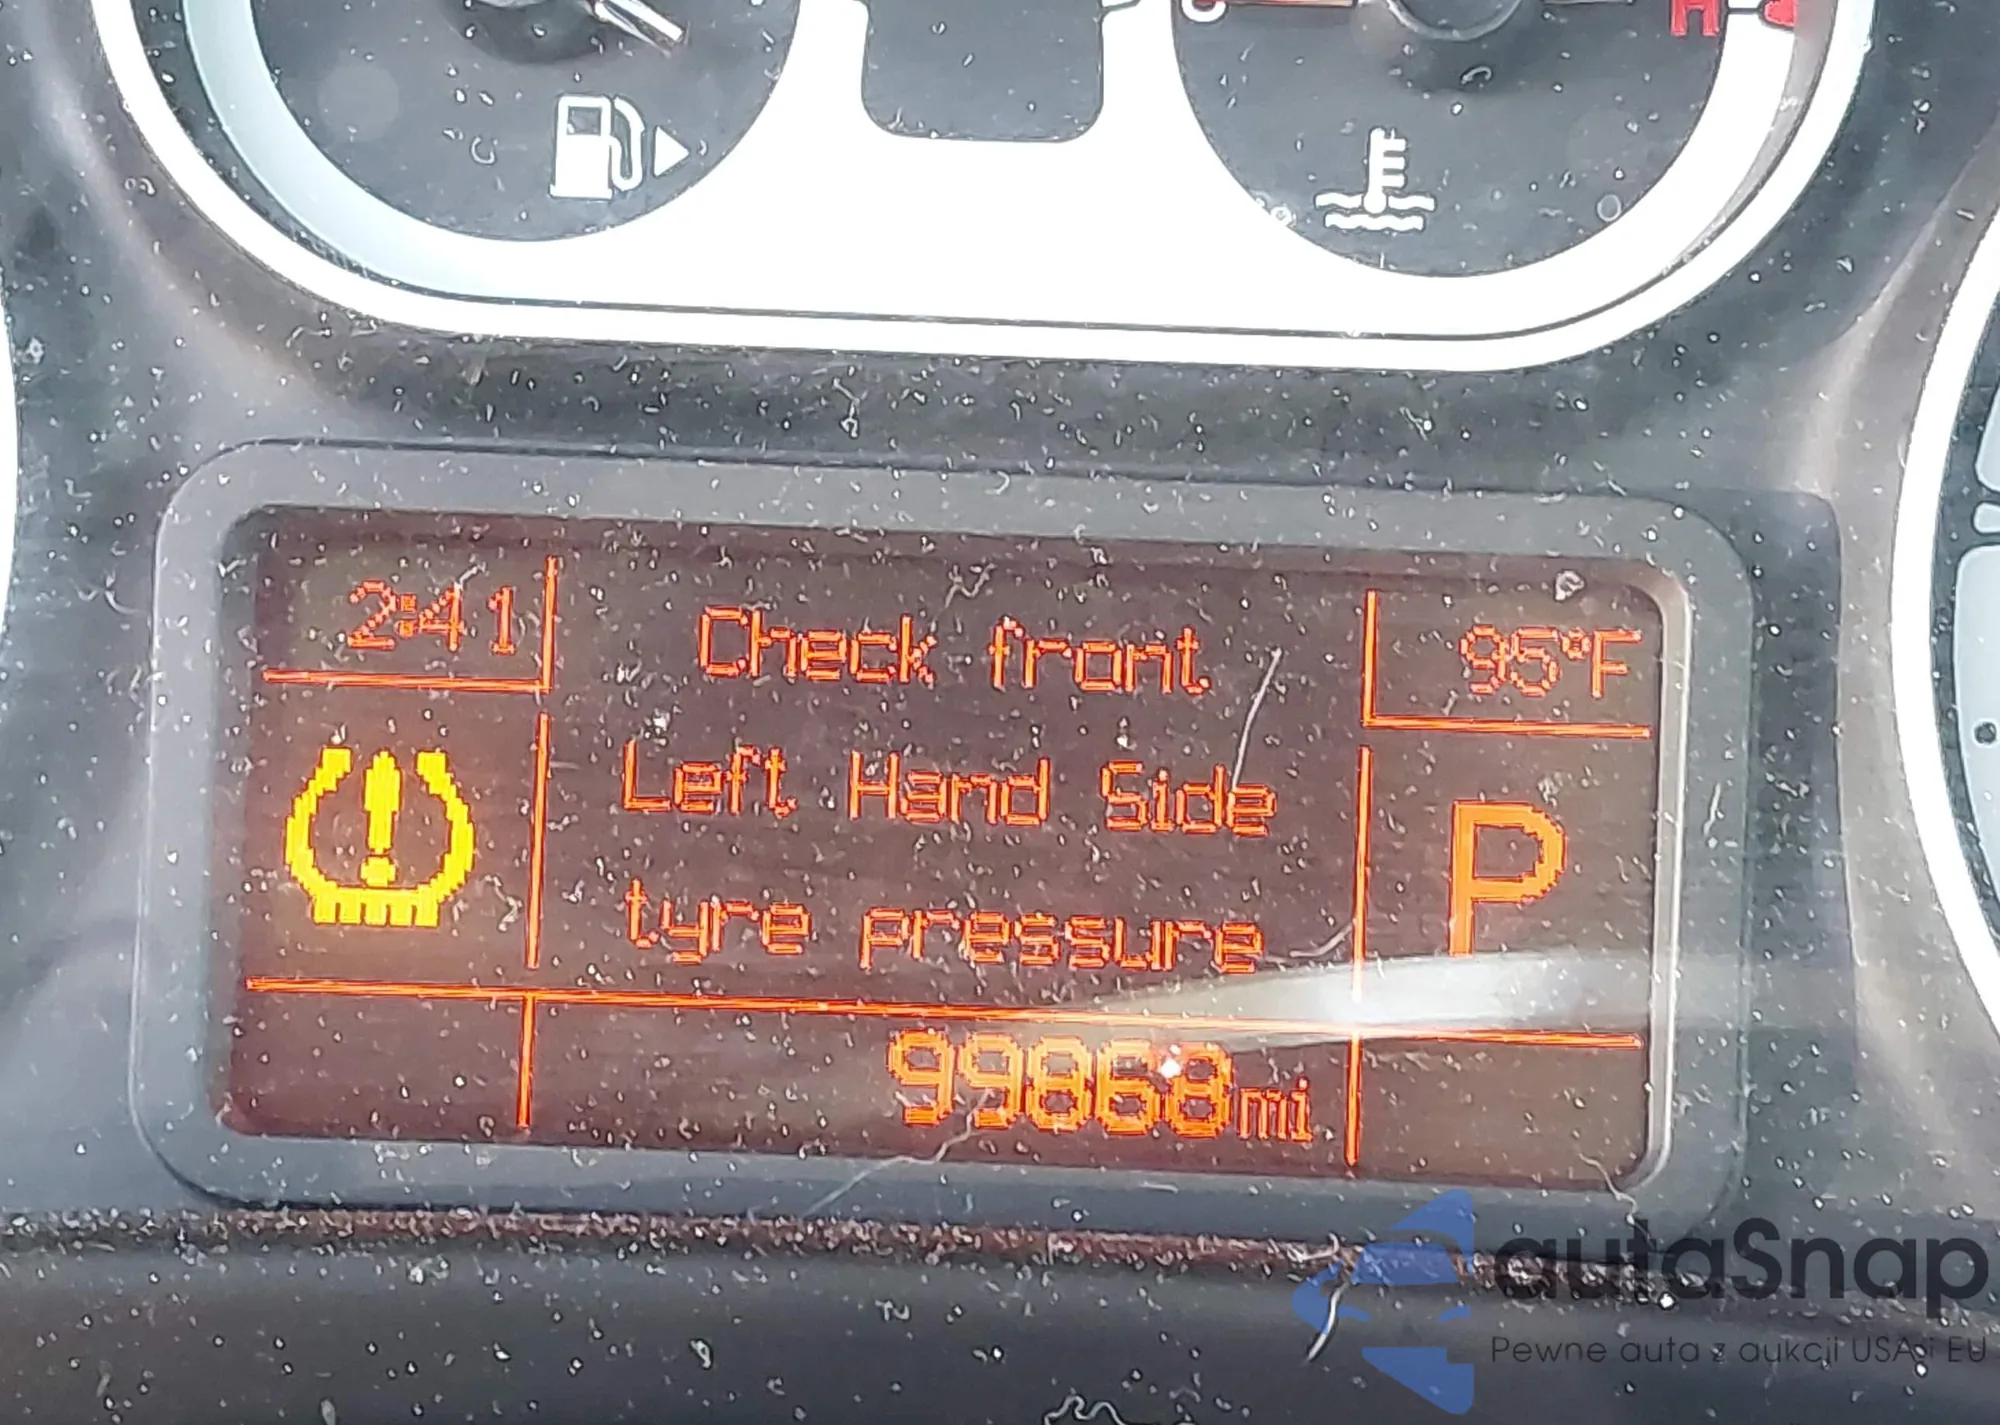 C
H
2:41
Check front
95°F
Left Hand Side
P
tyre pressure
99868mi
autaSnap
Pewne auta z aukcji USA i EU